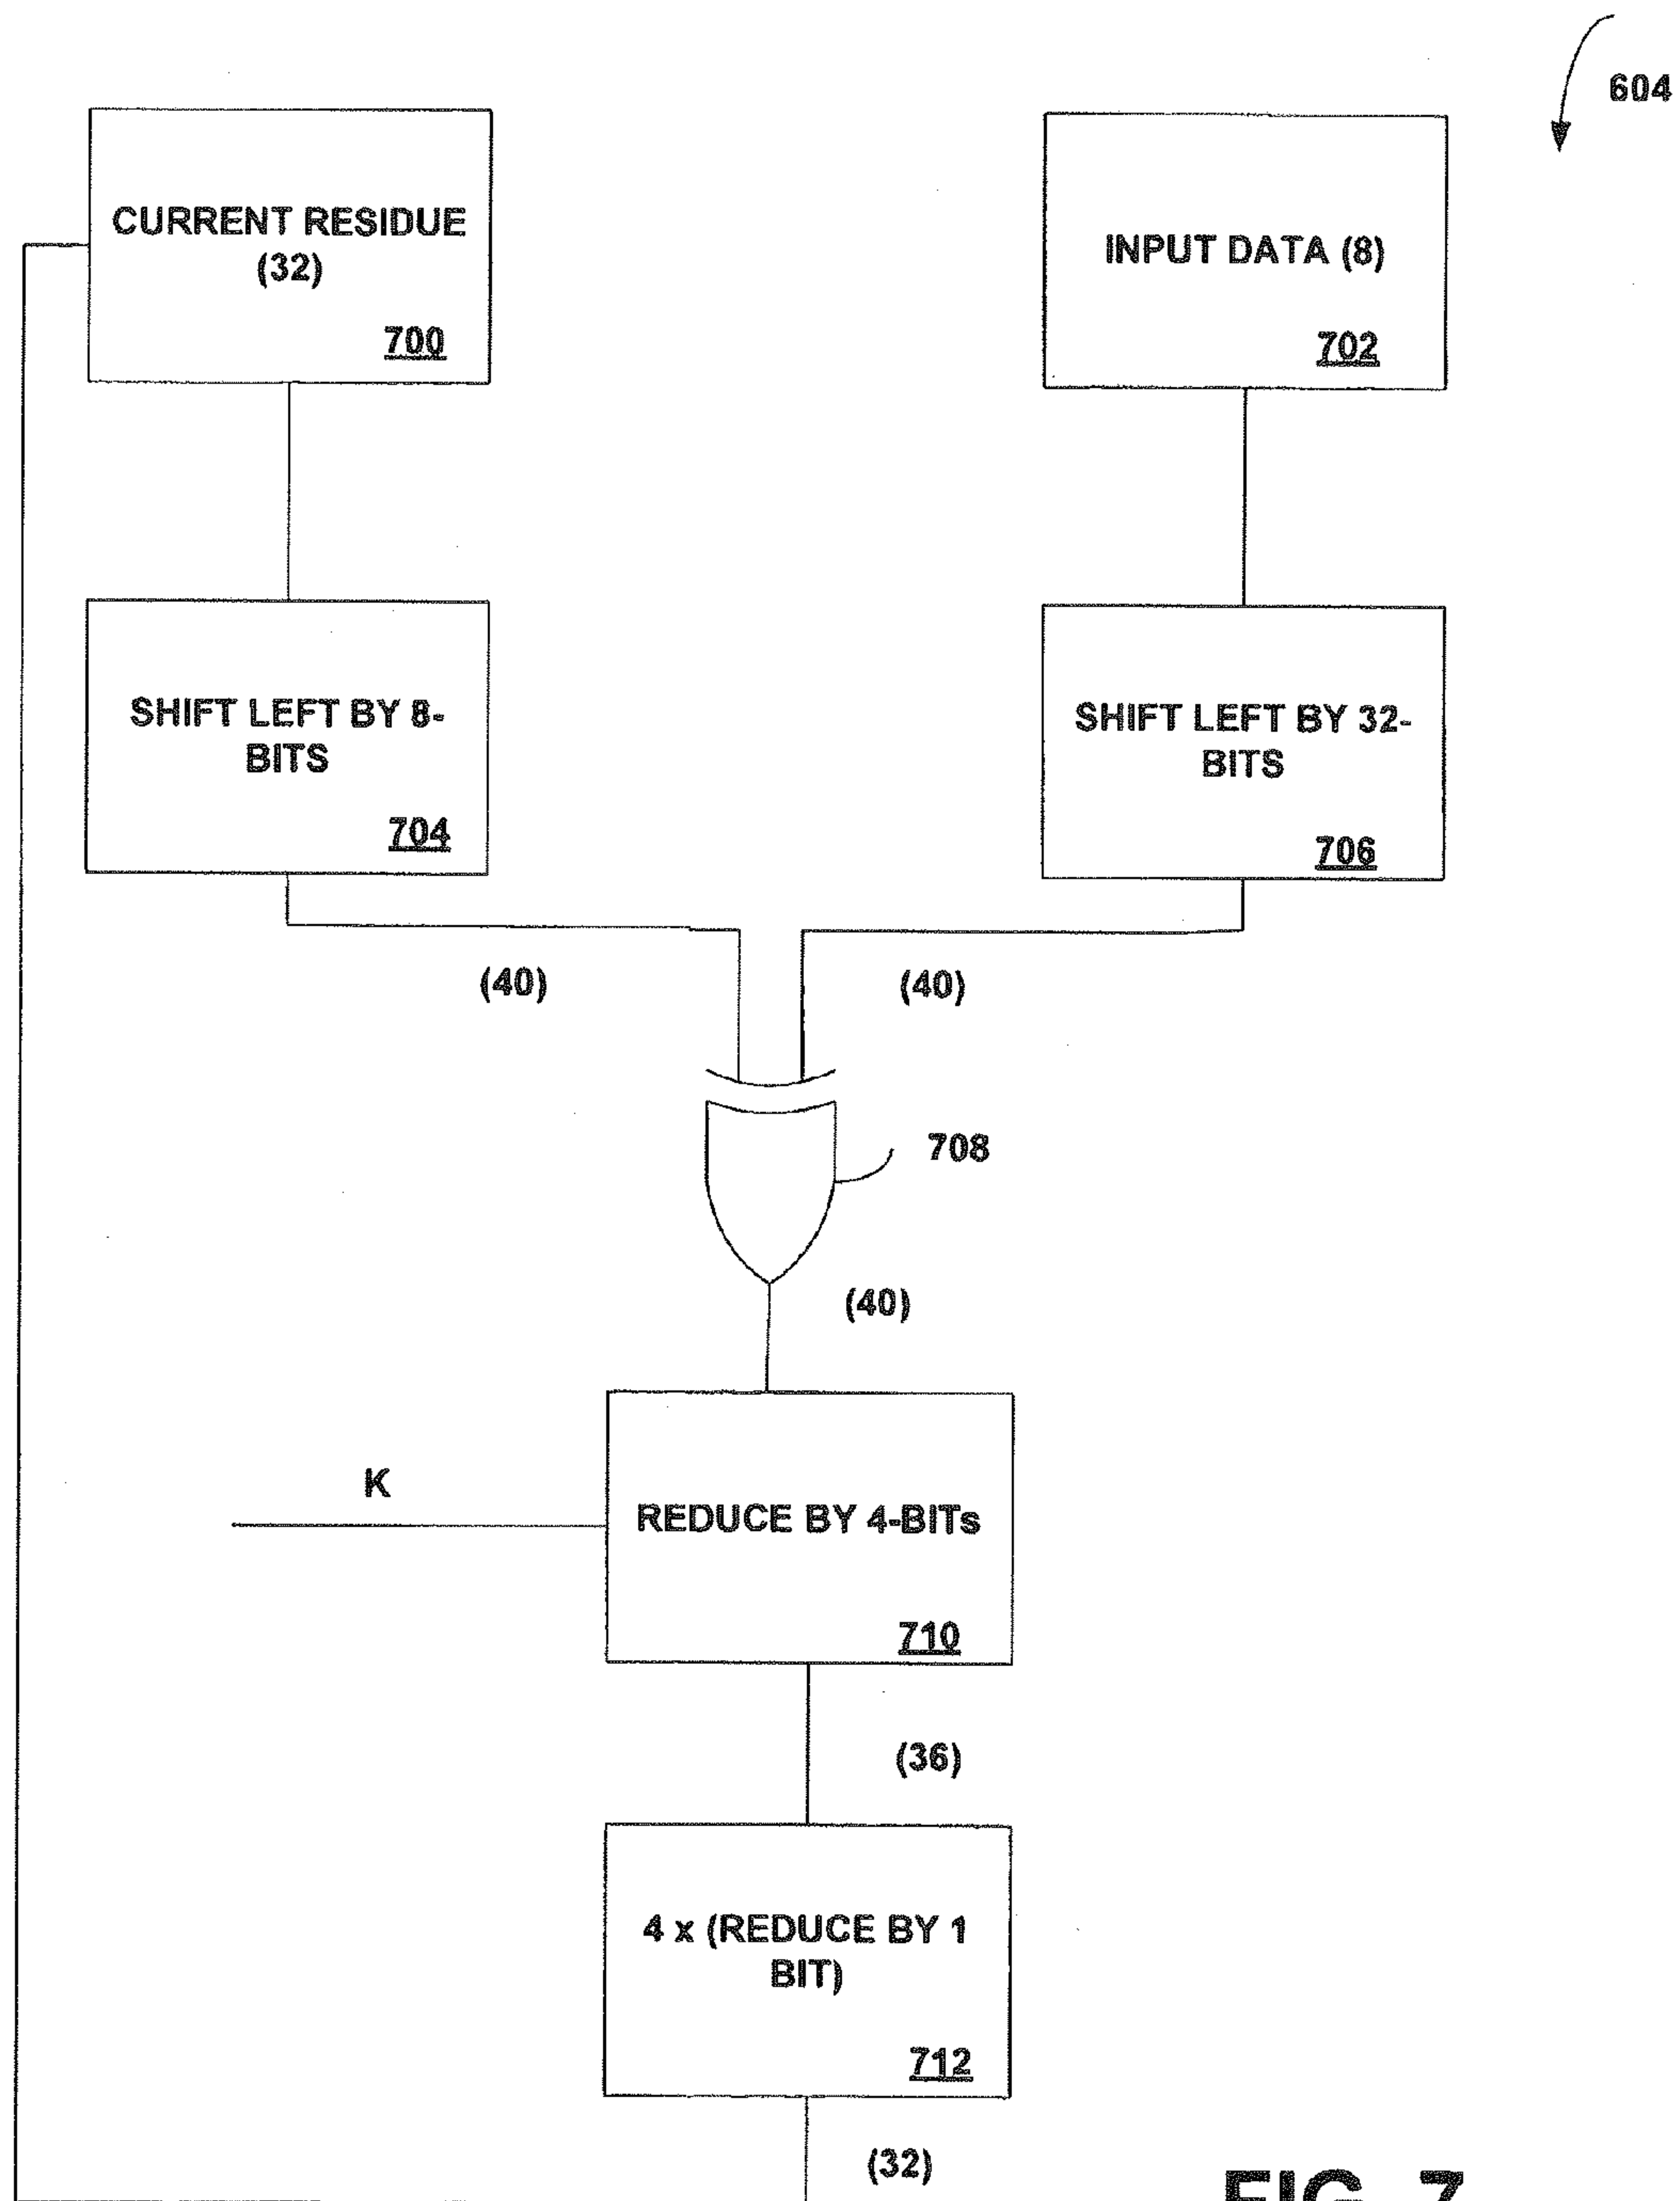 604
CURRENT RESIDUE
(32)
700
INPUT DATA (8)
702
SHIFT LEFT BY 8-
BITS
704
SHIFT LEFT BY 32-
BITS
706
(40)
(40)
708
(40)
K
REDUCE BY 4-BITs
710
(36)
4 x (REDUCE BY 1
BIT)
712
(32)
FIG. 7